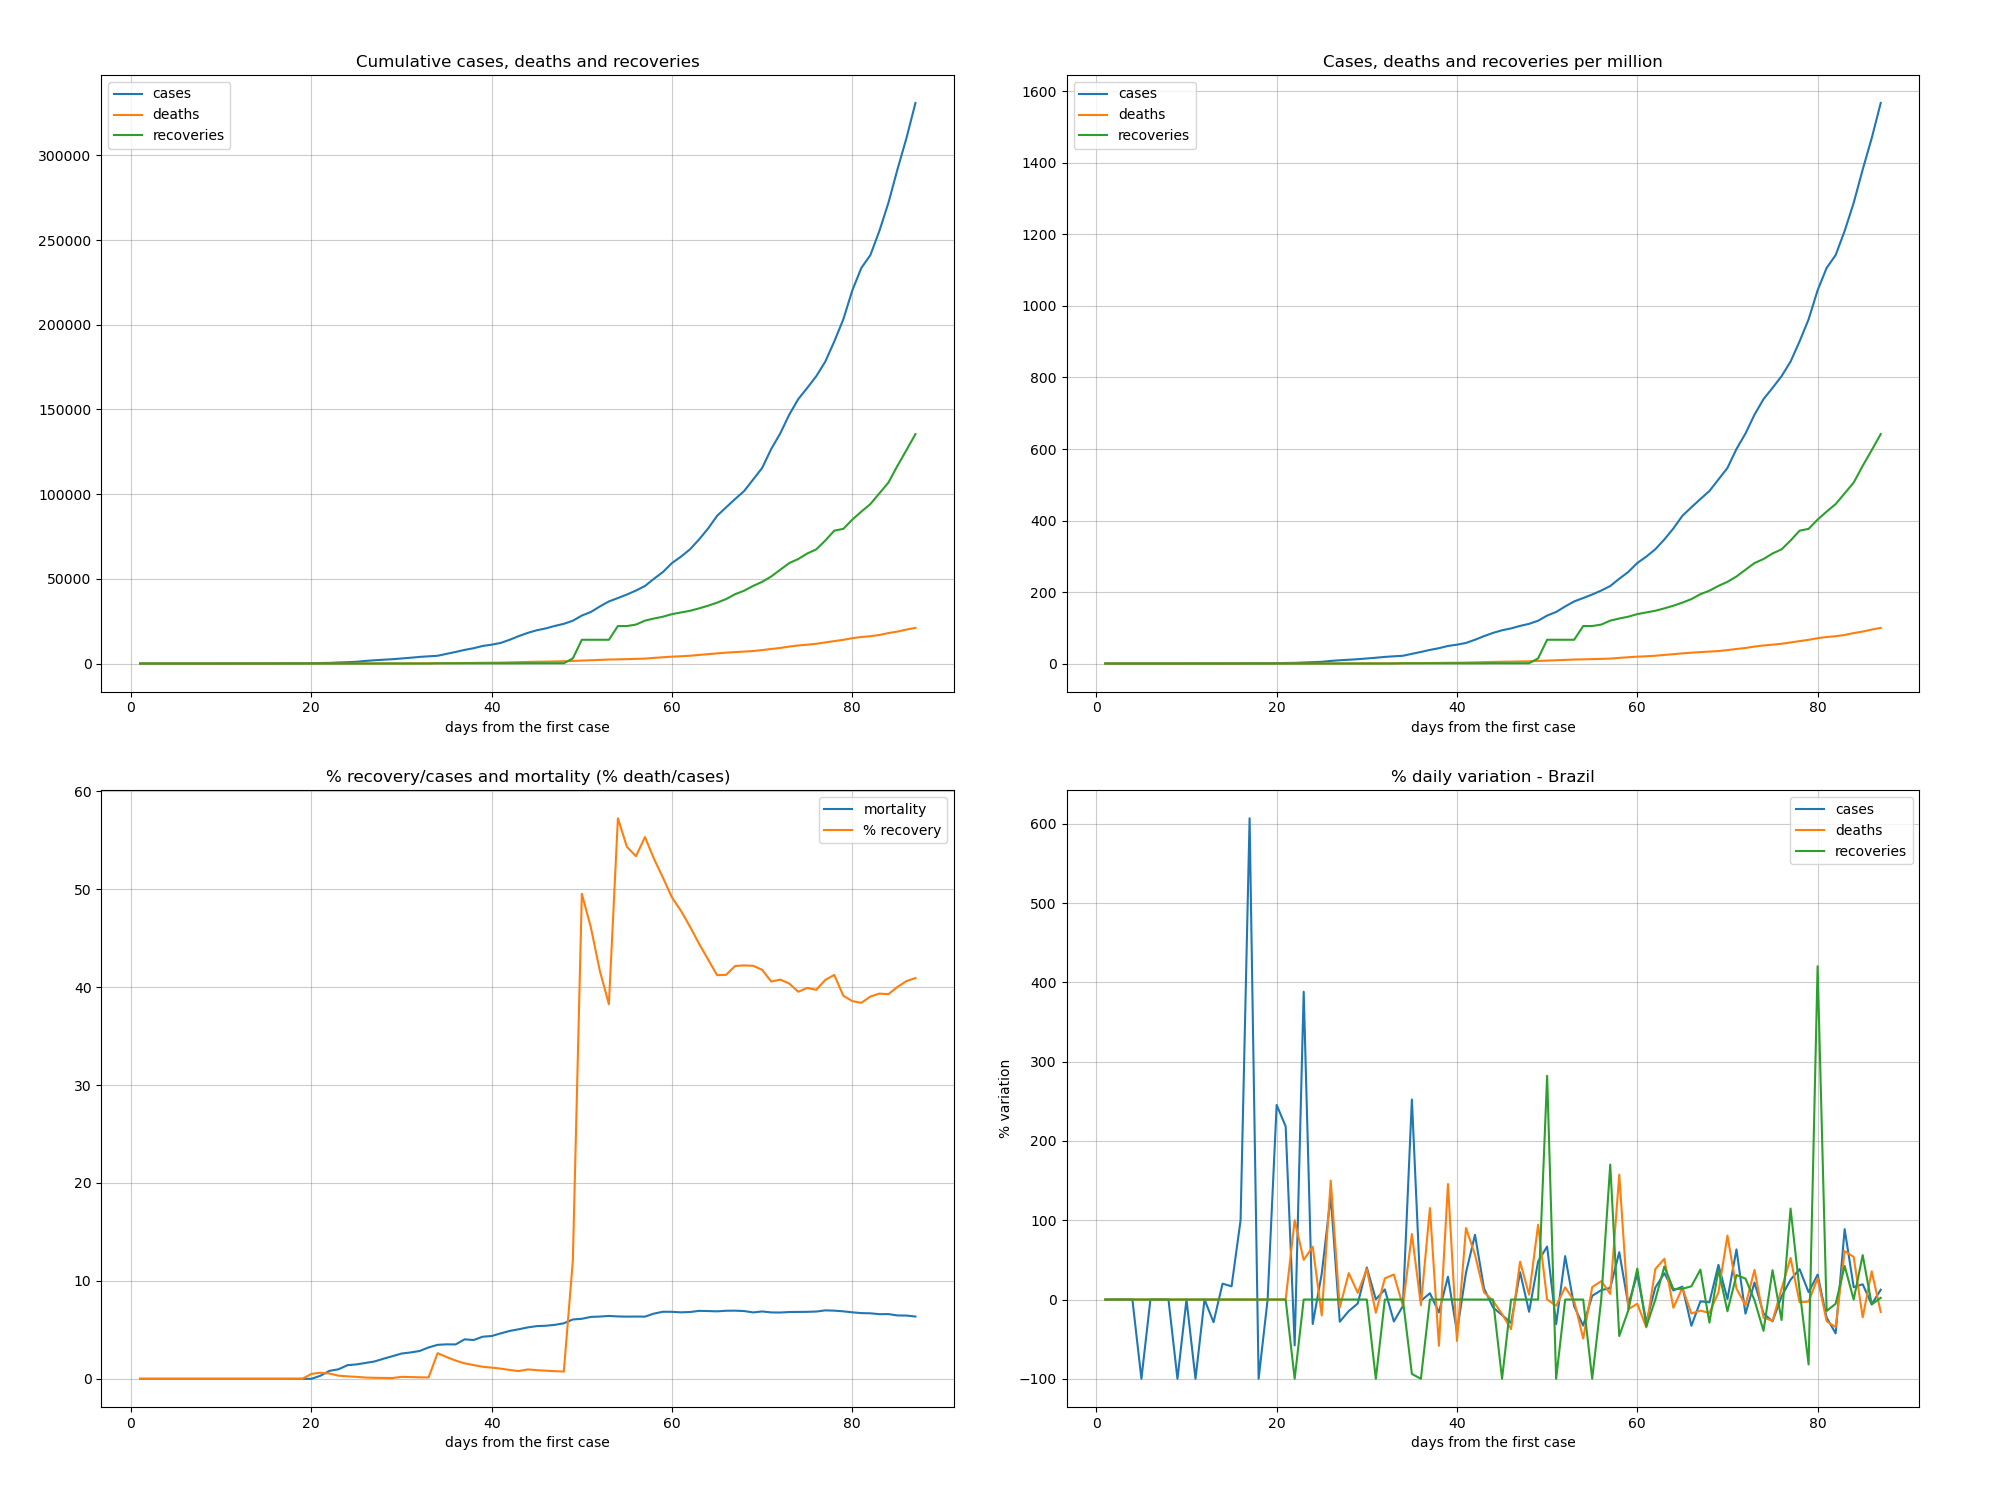 Cumulative cases, deaths and recoveries
cases
deaths
recoveries
300000
250000
200000
150000
100000
50000
0
0 20 40 60 80
days from the first case
Cases, deaths and recoveries per million
cases
deaths
recoveries
1600
1400
1200
1000
800
600
400
200
0
0 20 40 60 80
days from the first case
% recovery/cases and mortality (% death/cases)
mortality
% recovery
60
50
40
30
20
10
0
0 20 40 60 80
days from the first case
% daily variation - Brazil
cases
deaths
recoveries
% variation
600
500
400
300
200
100
0
−100
0 20 40 60 80
days from the first case